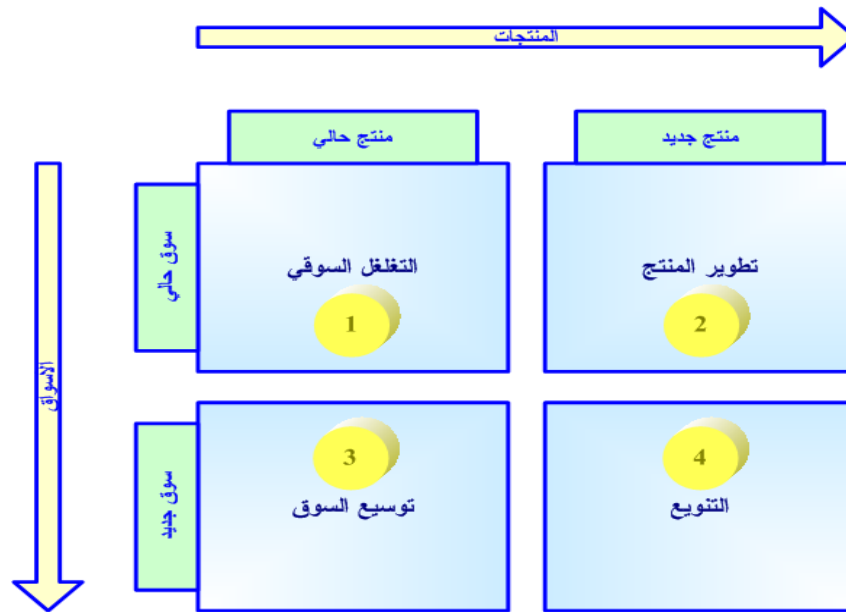 المنتجات
منتج حالي
منتج جديد
الاسواق
سوق حالي
التغلغل السوقي
1
تطوير المنتج
2
سوق جديد
3
توسيع السوق
4
التنويع